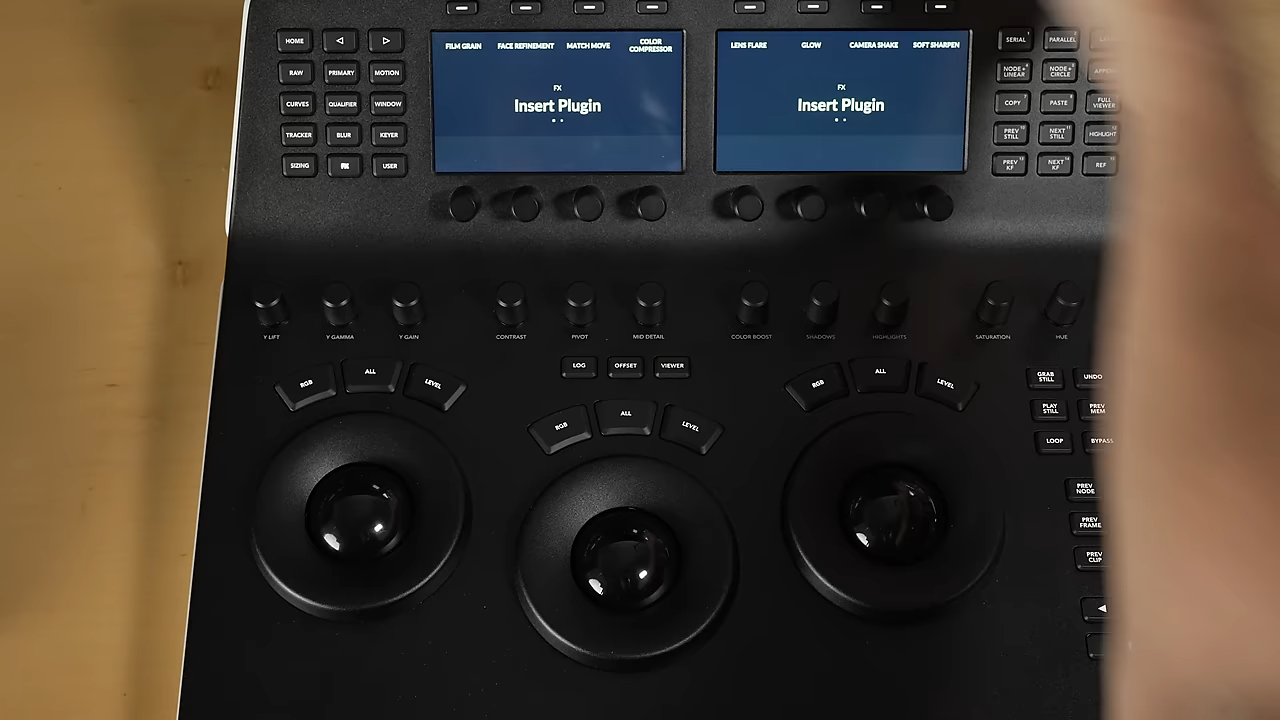 HOME
RAW PRIMARY MOTION
CURVES QUALIFIER WINDOW
TRACKER BLUR KEYER
SIZING FX USER
FILM GRAIN FACE REFINEMENT MATCH MOVE COLOR COMPRESSOR
FX
Insert Plugin
LENS FLARE GLOW CAMERA SHAKE SOFT SHARPEN
FX
Insert Plugin
SERIAL PARALLEL
NODE + LINEAR NODE + CIRCLE
COPY PASTE FULL VIEWER
PREV STILL NEXT STILL HIGHLIGHT
PREV KF NEXT KF REF
Y LIFT Y GAMMA Y GAIN CONTRAST PIVOT MID DETAIL COLOR BOOST SHADOWS HIGHLIGHTS SATURATION HUE
LOG OFFSET VIEWER
RGB ALL LEVEL
RGB ALL LEVEL
RGB ALL LEVEL
GRAB STILL UNDO
PLAY STILL PREV MEM
LOOP BYPASS
PREV NODE
PREV FRAME
PREV CLIP